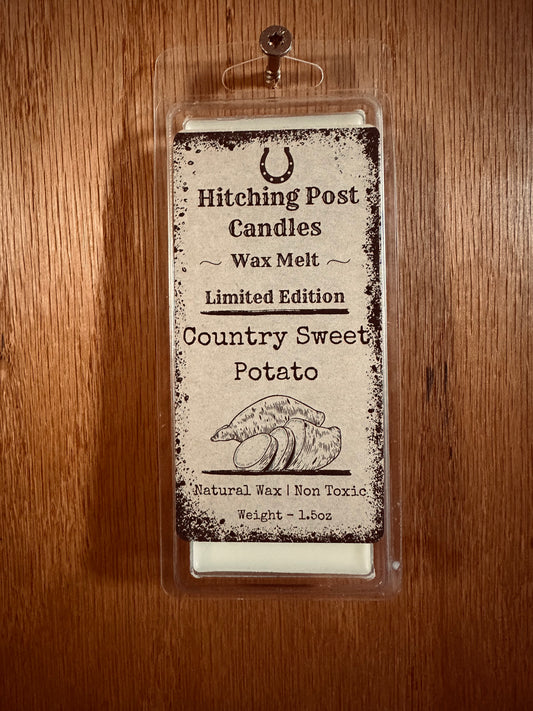 Hitching Post
Candles
~ Wax Melt ~
Limited Edition
Country Sweet
Potato
Natural Wax | Non Toxic
Weight - 1.5oz